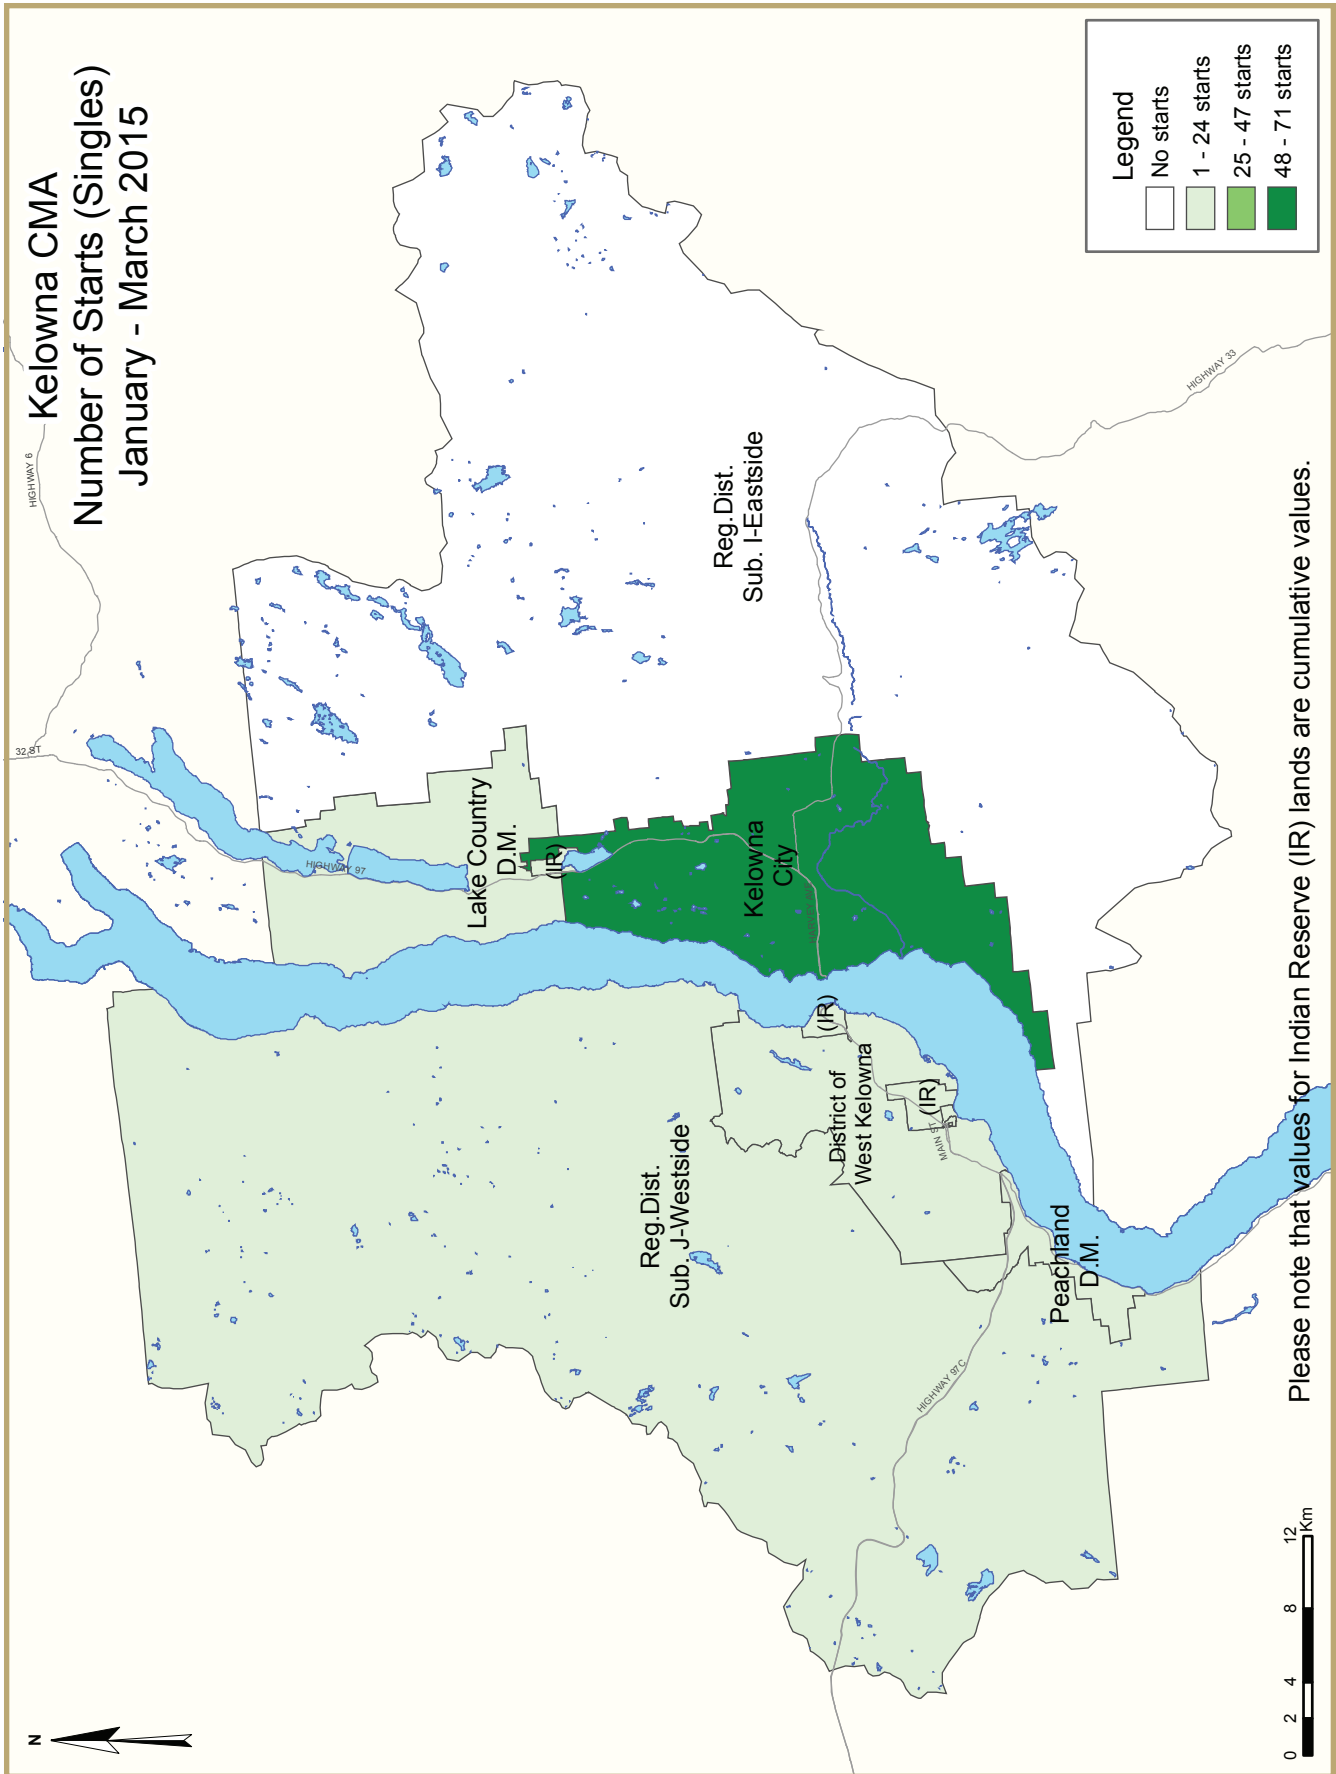 Kelowna CMA
Number of Starts (Singles)
January - March 2015
N
HIGHWAY 6
32 ST
HIGHWAY 97
Lake Country
D.M.
(IR)
Reg.Dist.
Sub. J-Westside
Reg.Dist.
Sub. I-Eastside
Kelowna
City
(IR)
District of
West Kelowna
(IR)
MAIN ST
Peachland
D.M.
HIGHWAY 97 C
HIGHWAY 33
Legend
No starts
1 - 24 starts
25 - 47 starts
48 - 71 starts
0 2 4 8 12
Km
Please note that values for Indian Reserve (IR) lands are cumulative values.